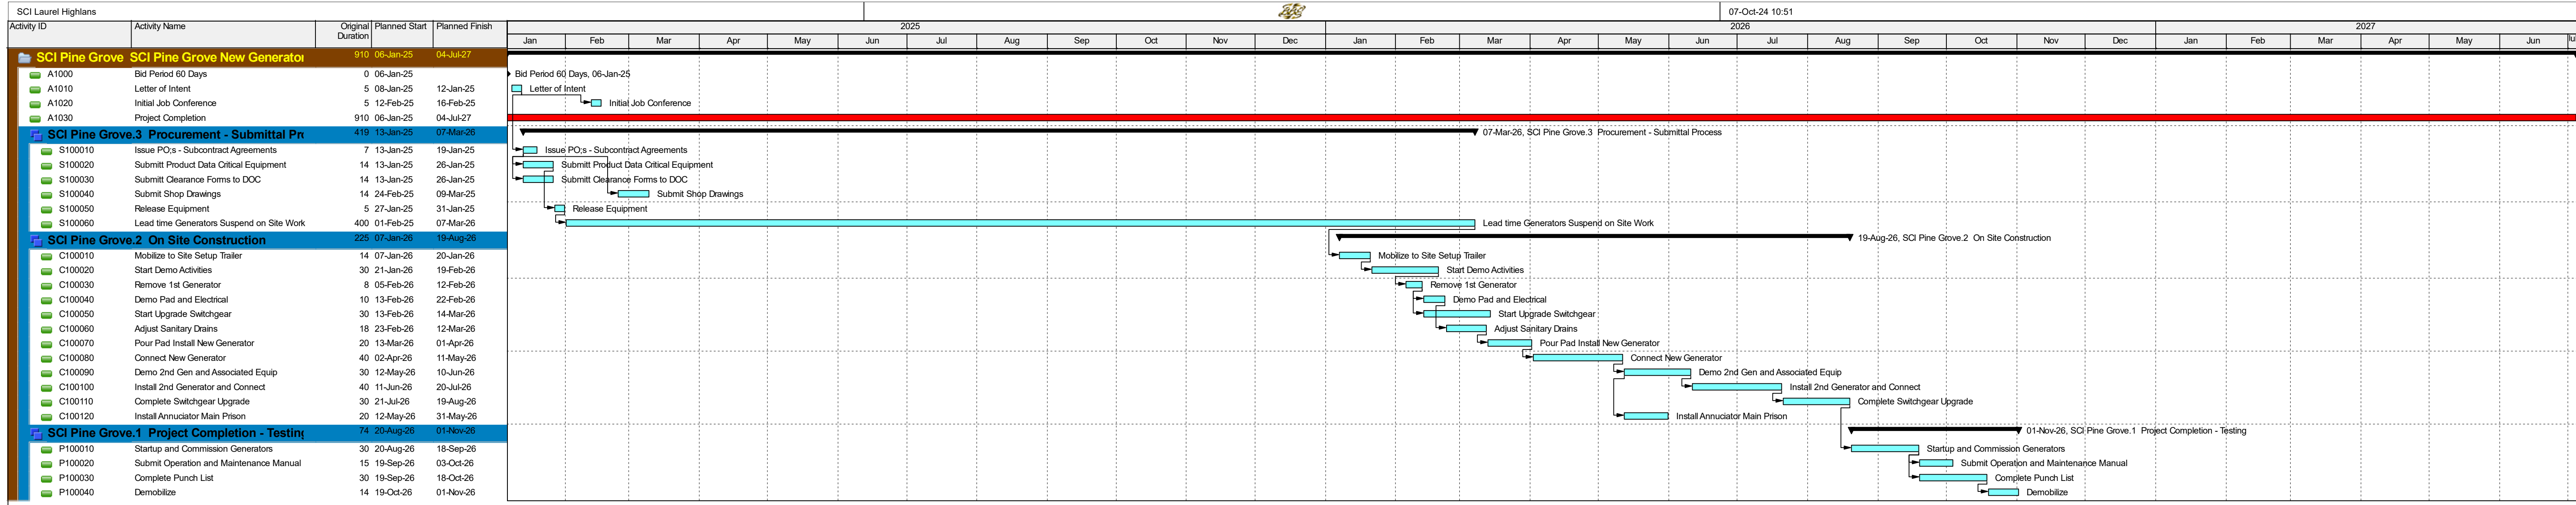 SCI Laurel Highlans 07-Oct-24 10:51
Activity ID Activity Name Original Duration Planned Start Planned Finish 2025 2026 2027
Jan Feb Mar Apr May Jun Jul Aug Sep Oct Nov Dec Jan Feb Mar Apr May Jun Jul Aug Sep Oct Nov Dec Jan Feb Mar Apr May Jun
SCI Pine Grove SCI Pine Grove New Generator 910 06-Jan-25 04-Jul-27
A1000 Bid Period 60 Days 0 06-Jan-25 Bid Period 60 Days, 06-Jan-25
A1010 Letter of Intent 5 08-Jan-25 12-Jan-25 Letter of Intent
A1020 Initial Job Conference 5 12-Feb-25 16-Feb-25 Initial Job Conference
A1030 Project Completion 910 06-Jan-25 04-Jul-27
SCI Pine Grove.3 Procurement - Submittal Pro 419 13-Jan-25 07-Mar-26 07-Mar-26, SCI Pine Grove.3 Procurement - Submittal Process
S100010 Issue PO;s - Subcontract Agreements 7 13-Jan-25 19-Jan-25 Issue PO;s - Subcontract Agreements
S100020 Submitt Product Data Critical Equipment 14 13-Jan-25 26-Jan-25 Submitt Product Data Critical Equipment
S100030 Submitt Clearance Forms to DOC 14 13-Jan-25 26-Jan-25 Submitt Clearance Forms to DOC
S100040 Submit Shop Drawings 14 24-Feb-25 09-Mar-25 Submit Shop Drawings
S100050 Release Equipment 5 27-Jan-25 31-Jan-25 Release Equipment
S100060 Lead time Generators Suspend on Site Work 400 01-Feb-25 07-Mar-26 Lead time Generators Suspend on Site Work
SCI Pine Grove.2 On Site Construction 225 07-Jan-26 19-Aug-26 19-Aug-26, SCI Pine Grove.2 On Site Construction
C100010 Mobilize to Site Setup Trailer 14 07-Jan-26 20-Jan-26 Mobilize to Site Setup Trailer
C100020 Start Demo Activities 30 21-Jan-26 19-Feb-26 Start Demo Activities
C100030 Remove 1st Generator 8 05-Feb-26 12-Feb-26 Remove 1st Generator
C100040 Demo Pad and Electrical 10 13-Feb-26 22-Feb-26 Demo Pad and Electrical
C100050 Start Upgrade Switchgear 30 13-Feb-26 14-Mar-26 Start Upgrade Switchgear
C100060 Adjust Sanitary Drains 18 23-Feb-26 12-Mar-26 Adjust Sanitary Drains
C100070 Pour Pad Install New Generator 20 13-Mar-26 01-Apr-26 Pour Pad Install New Generator
C100080 Connect New Generator 40 02-Apr-26 11-May-26 Connect New Generator
C100090 Demo 2nd Gen and Associated Equip 30 12-May-26 10-Jun-26 Demo 2nd Gen and Associated Equip
C100100 Install 2nd Generator and Connect 40 11-Jun-26 20-Jul-26 Install 2nd Generator and Connect
C100110 Complete Switchgear Upgrade 30 21-Jul-26 19-Aug-26 Complete Switchgear Upgrade
C100120 Install Annuciator Main Prison 20 12-May-26 31-May-26 Install Annuciator Main Prison
SCI Pine Grove.1 Project Completion - Testing 74 20-Aug-26 01-Nov-26 01-Nov-26, SCI Pine Grove.1 Project Completion - Testing
P100010 Startup and Commission Generators 30 20-Aug-26 18-Sep-26 Startup and Commission Generators
P100020 Submit Operation and Maintenance Manual 15 19-Sep-26 03-Oct-26 Submit Operation and Maintenance Manual
P100030 Complete Punch List 30 19-Sep-26 18-Oct-26 Complete Punch List
P100040 Demobilize 14 19-Oct-26 01-Nov-26 Demobilize